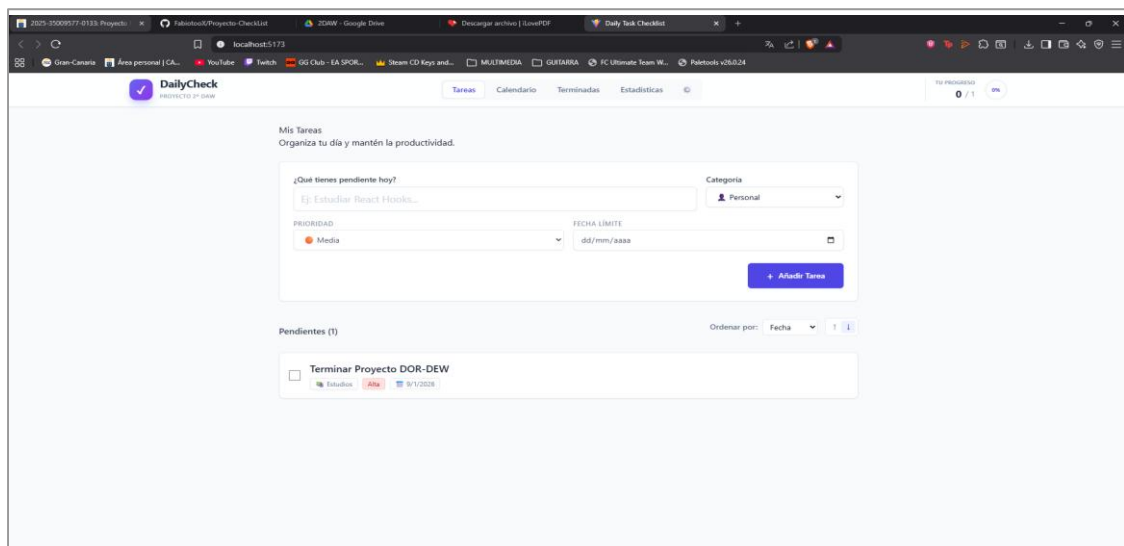 2025-35009577-0133: Proyecto
FabiotooX/Proyecto-CheckList
2DAW - Google Drive
Descargar archivo | iLovePDF
Daily Task Checklist
localhost:5173
Gran-Canaria
Área personal | CA...
YouTube
Twitch
GG Club - EA SPOR...
Steam CD Keys and...
MULTIMEDIA
GUITARRA
FC Ultimate Team W...
Paletools v26.0.24
DailyCheck
PROYECTO 2º DAW
Tareas
Calendario
Terminadas
Estadísticas
TU PROGRESO
0 / 1
0%
Mis Tareas
Organiza tu día y mantén la productividad.
¿Qué tienes pendiente hoy?
Categoría
Ej: Estudiar React Hooks...
Personal
PRIORIDAD
FECHA LÍMITE
Media
dd/mm/aaaa
+ Añadir Tarea
Pendientes (1)
Ordenar por:
Fecha
↑ ↓
Terminar Proyecto DOR-DEW
Estudios
Alta
9/1/2026